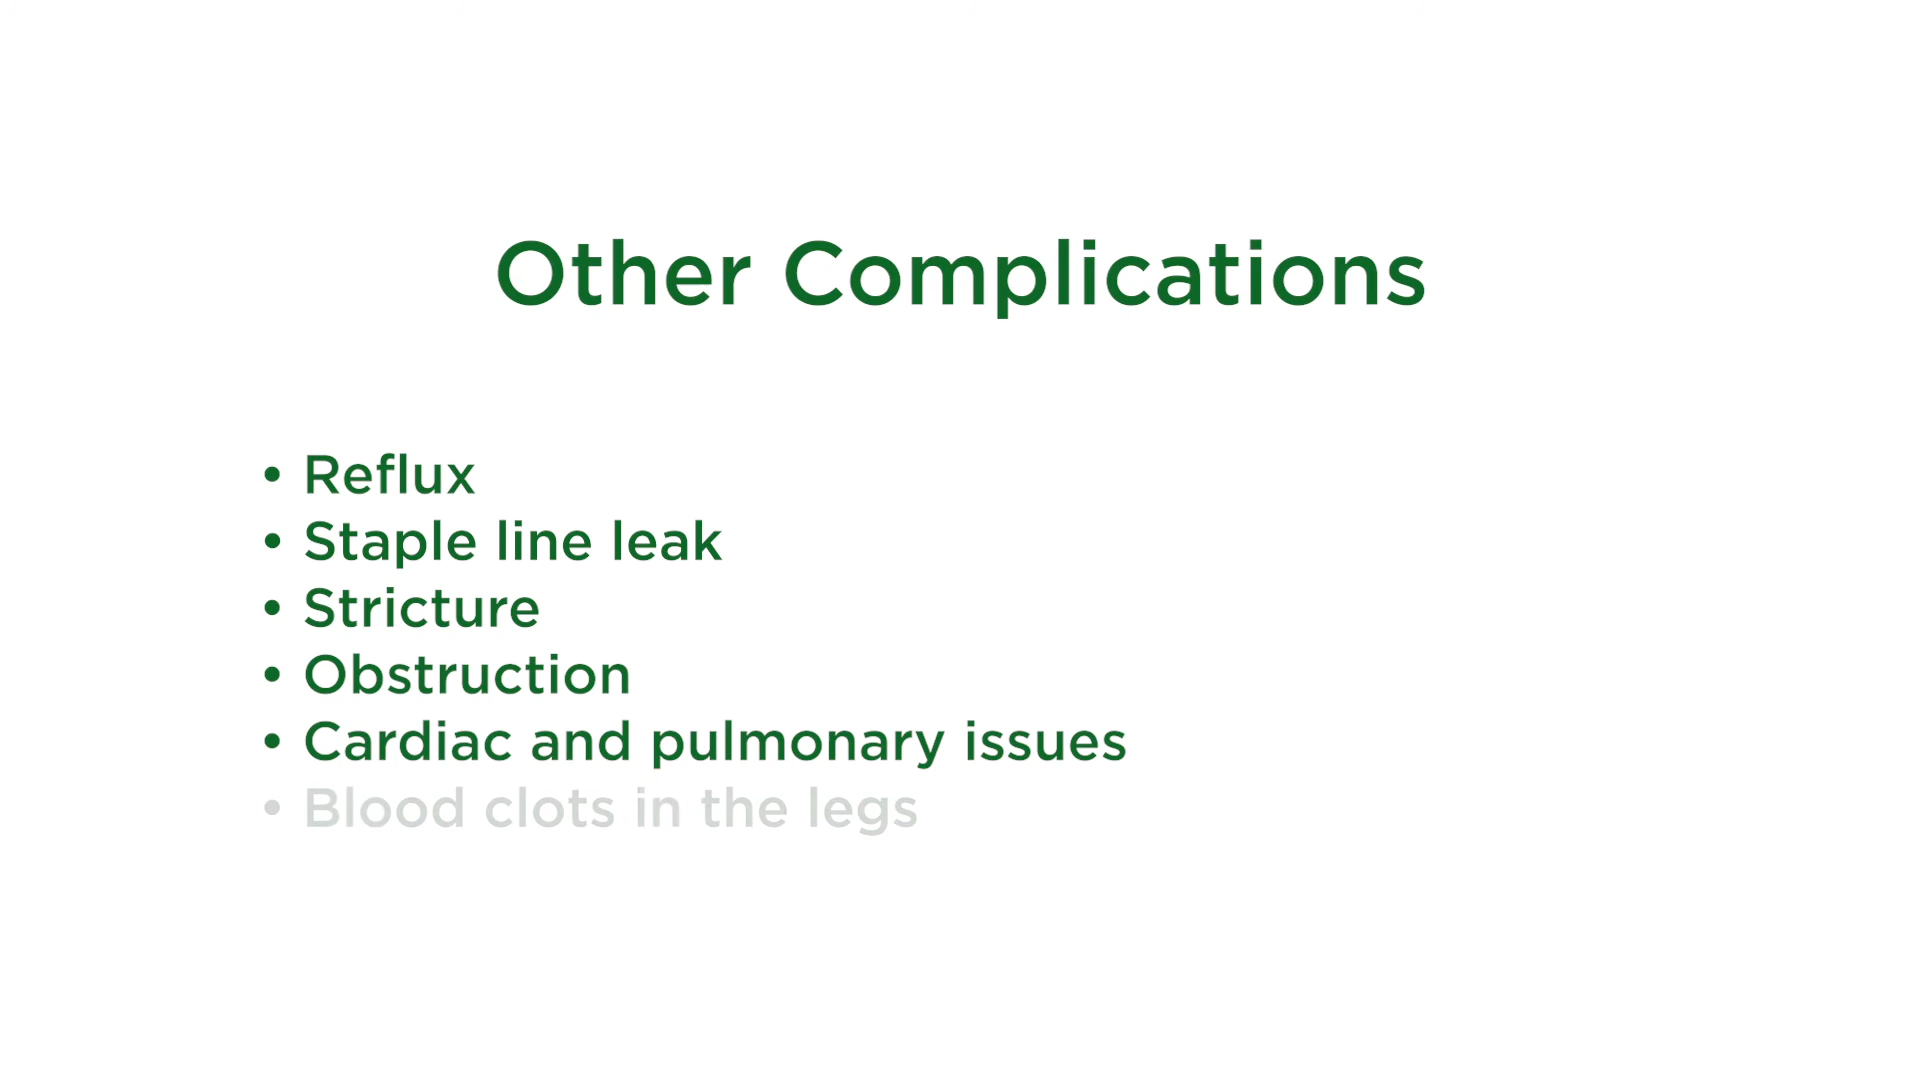 Other Complications
• Reflux
• Staple line leak
• Stricture
• Obstruction
• Cardiac and pulmonary issues
• Blood clots in the legs